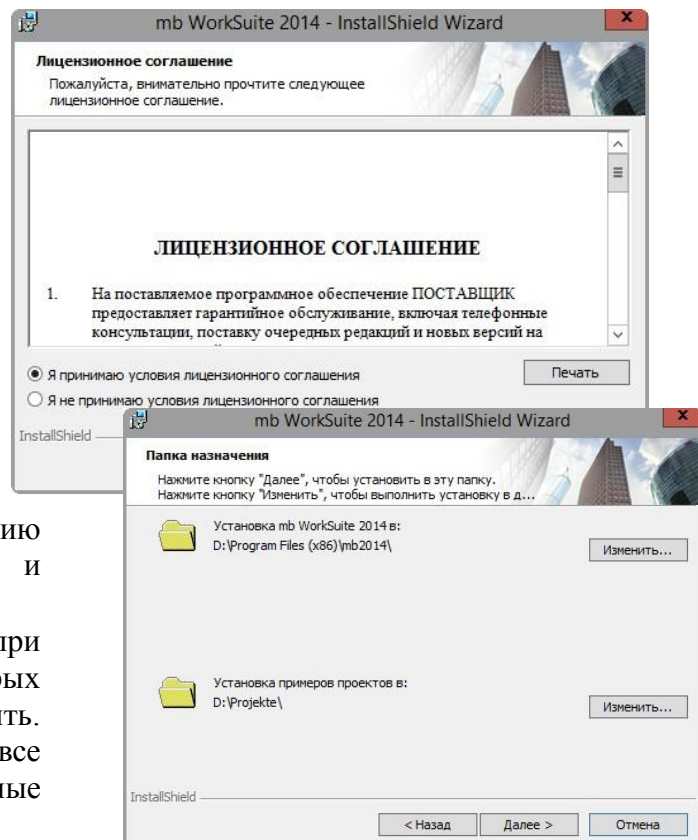 mb WorkSuite 2014 - InstallShield Wizard
Лицензионное соглашение
Пожалуйста, внимательно прочтите следующее
лицензионное соглашение.
ЛИЦЕНЗИОННОЕ СОГЛАШЕНИЕ
1. На поставляемое программное обеспечение ПОСТАВЩИК
предоставляет гарантийное обслуживание, включая телефонные
консультации, поставку очередных редакций и новых версий на
Я принимаю условия лицензионного соглашения
Печать
Я не принимаю условия лицензионного соглашения
InstallShield
mb WorkSuite 2014 - InstallShield Wizard
Папка назначения
Нажмите кнопку "Далее", чтобы установить в эту папку.
Нажмите кнопку "Изменить", чтобы выполнить установку в д...
Установка mb WorkSuite 2014 в:
D:\Program Files (x86)\mb2014\
Изменить...
Установка примеров проектов в:
D:\Projekte\
Изменить...
InstallShield
< Назад
Далее >
Отмена
и
все